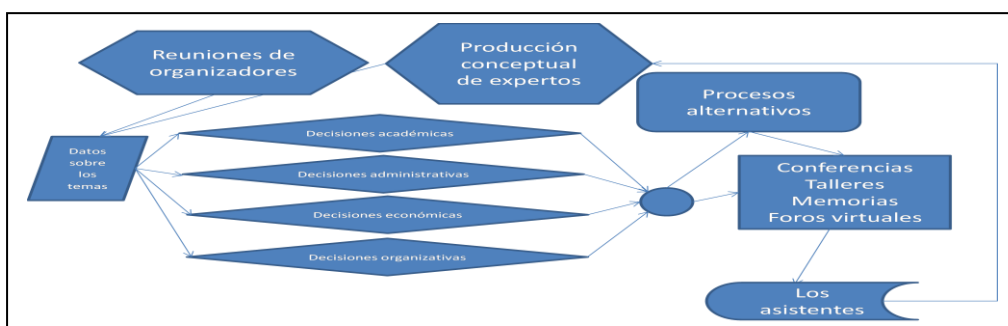 Reuniones de
organizadores
Producción
conceptual
de expertos
Procesos
alternativos
Datos
sobre
los
temas
Decisiones académicas
Decisiones administrativas
Decisiones económicas
Decisiones organizativas
Conferencias
Talleres
Memorias
Foros virtuales
Los
asistentes